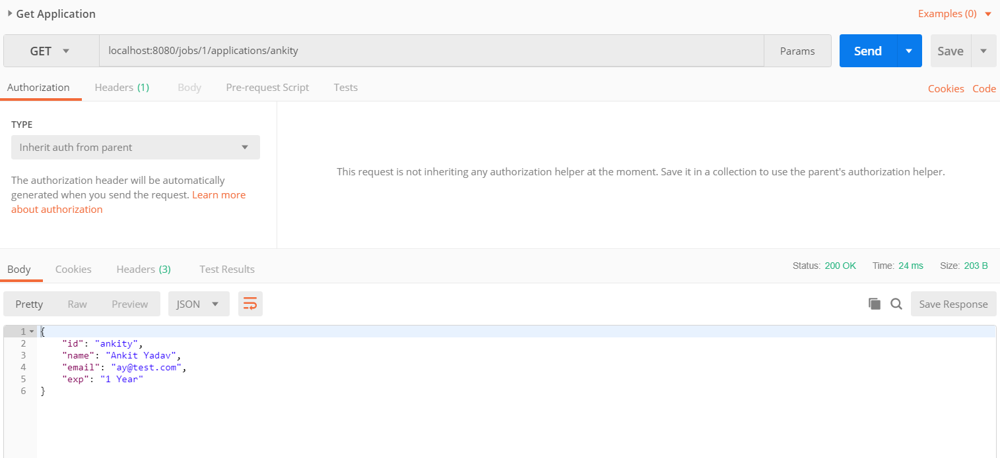 Get Application
Examples (0)
GET
localhost:8080/jobs/1/applications/ankity
Params
Send
Save
Authorization
Headers (1)
Body
Pre-request Script
Tests
Cookies
Code
TYPE
Inherit auth from parent
The authorization header will be automatically
generated when you send the request. Learn more
about authorization
This request is not inheriting any authorization helper at the moment. Save it in a collection to use the parent's authorization helper.
Body
Cookies
Headers (3)
Test Results
Status: 200 OK
Time: 24 ms
Size: 203 B
Pretty
Raw
Preview
JSON
Save Response
1 {
2 "id": "ankity",
3 "name": "Ankit Yadav",
4 "email": "ay@test.com",
5 "exp": "1 Year"
6 }